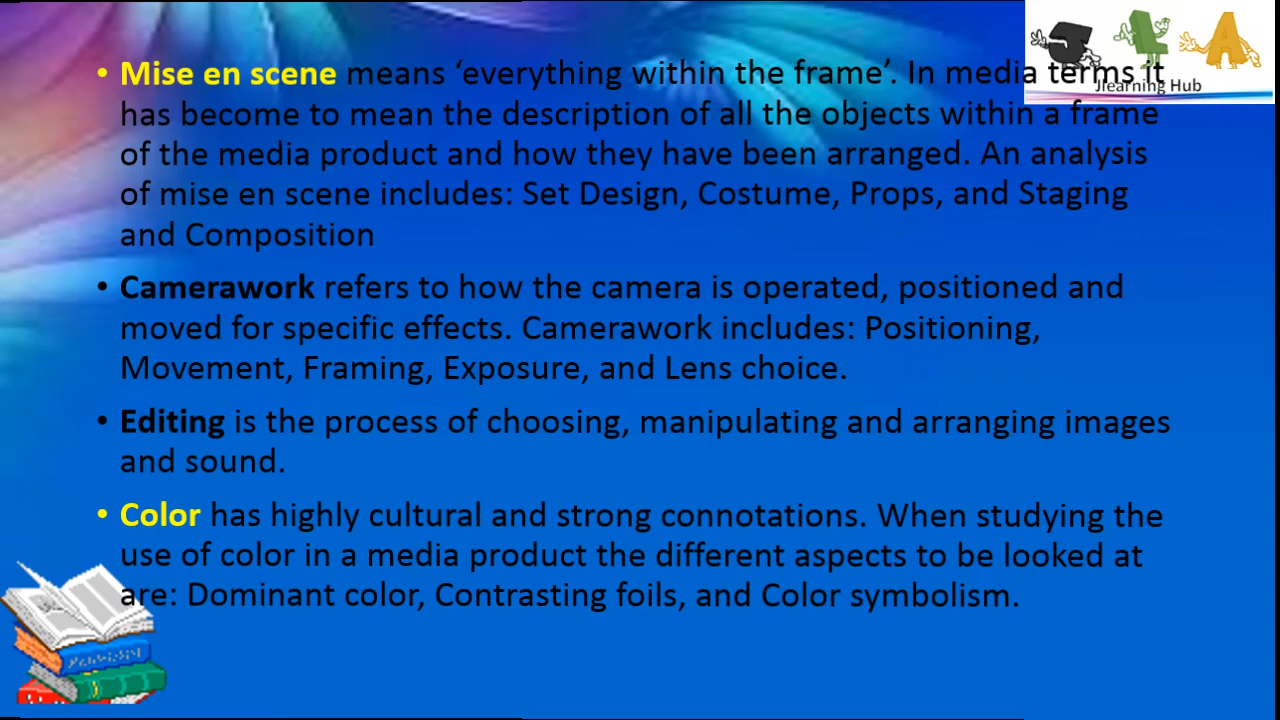 • Mise en scene means ‘everything within the frame’. In media terms it
has become to mean the description of all the objects within a frame
of the media product and how they have been arranged. An analysis
of mise en scene includes: Set Design, Costume, Props, and Staging
and Composition
• Camerawork refers to how the camera is operated, positioned and
moved for specific effects. Camerawork includes: Positioning,
Movement, Framing, Exposure, and Lens choice.
• Editing is the process of choosing, manipulating and arranging images
and sound.
• Color has highly cultural and strong connotations. When studying the
use of color in a media product the different aspects to be looked at
are: Dominant color, Contrasting foils, and Color symbolism.
J L A
Jlearning Hub